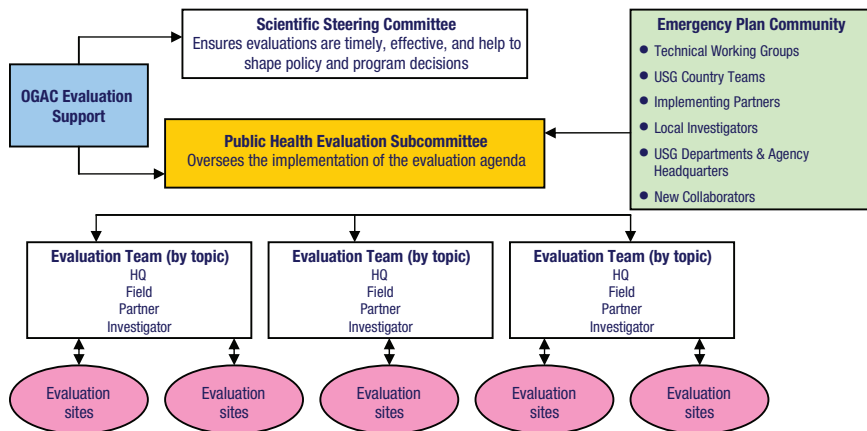 Scientific Steering Committee
Ensures evaluations are timely, effective, and help to
shape policy and program decisions
OGAC Evaluation
Support
Public Health Evaluation Subcommittee
Oversees the implementation of the evaluation agenda
Emergency Plan Community
● Technical Working Groups
● USG Country Teams
● Implementing Partners
● Local Investigators
● USG Departments & Agency
Headquarters
● New Collaborators
Evaluation Team (by topic)
HQ
Field
Partner
Investigator
Evaluation Team (by topic)
HQ
Field
Partner
Investigator
Evaluation Team (by topic)
HQ
Field
Partner
Investigator
Evaluation
sites
Evaluation
sites
Evaluation
sites
Evaluation
sites
Evaluation
sites